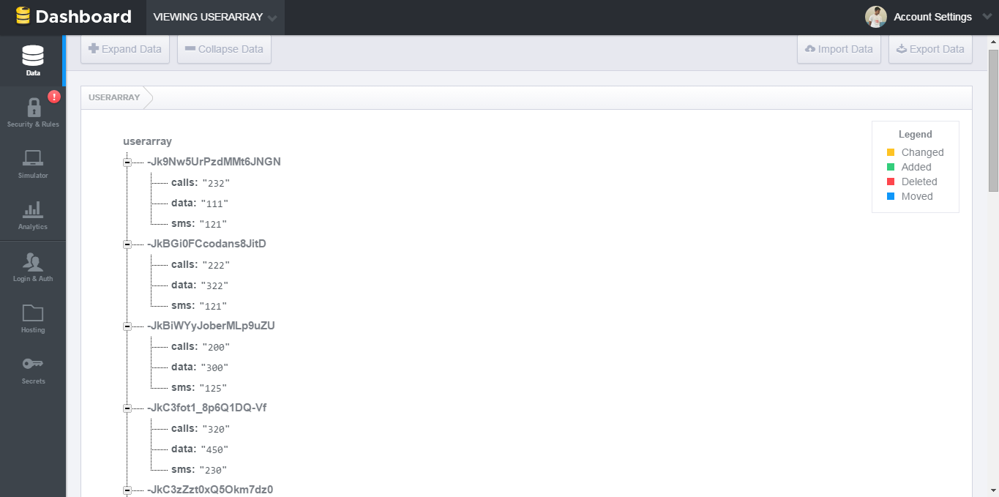 Dashboard
VIEWING USERARRAY
Account Settings
Data
Security & Rules
!
Simulator
Analytics
Login & Auth
Hosting
Secrets
Expand Data
Collapse Data
Import Data
Export Data
USERARRAY
Legend
Changed
Added
Deleted
Moved
userarray
-Jk9Nw5UrPzdMMt6JNGN
calls: "232"
data: "111"
sms: "121"
-JkBGi0FCcodans8JitD
calls: "222"
data: "322"
sms: "121"
-JkBiWYyJoberMLp9uZU
calls: "200"
data: "300"
sms: "125"
-JkC3fot1_8p6Q1DQ-Vf
calls: "320"
data: "450"
sms: "230"
-JkC3zZzt0xQ5Okm7dz0